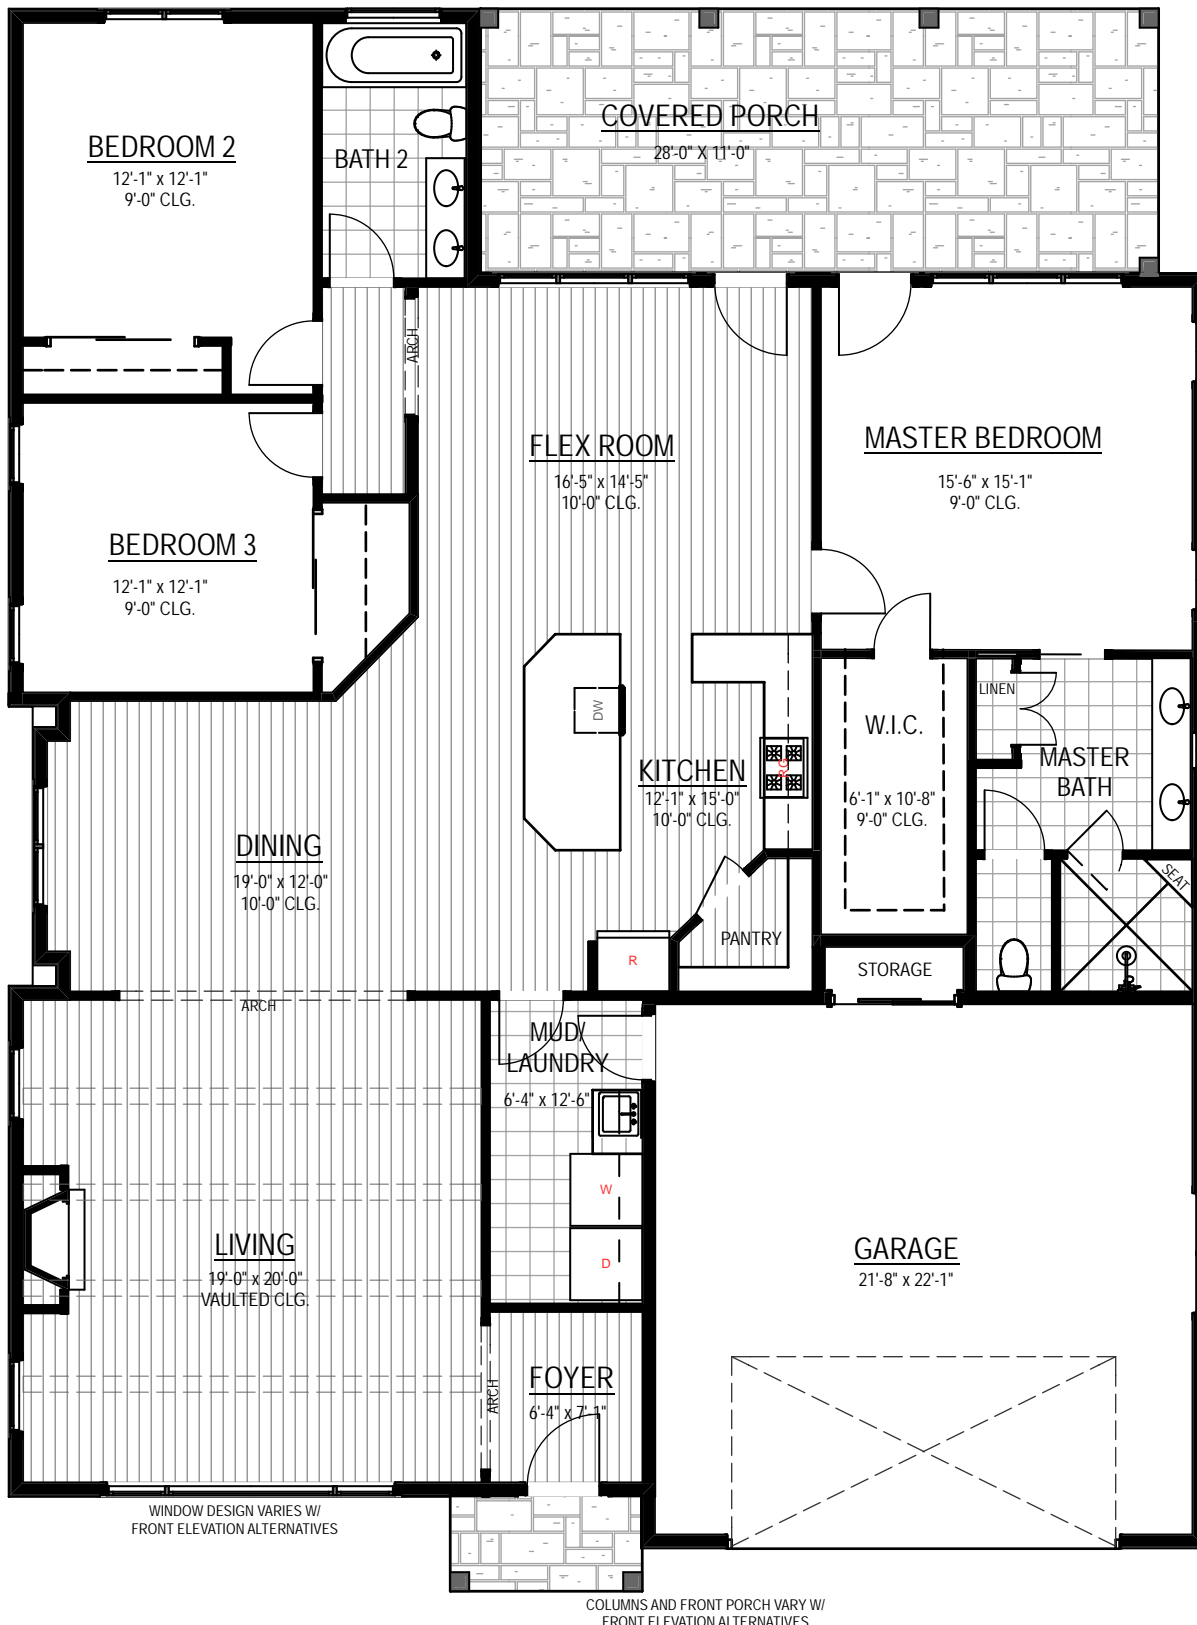 COVERED PORCH
28'-0" X 11'-0"
BEDROOM 2
12'-1" x 12'-1"
9'-0" CLG.
BATH 2
ARCH
FLEX ROOM
16'-5" x 14'-5"
10'-0" CLG.
MASTER BEDROOM
15'-6" x 15'-1"
9'-0" CLG.
BEDROOM 3
12'-1" x 12'-1"
9'-0" CLG.
LINEN
DW
W.I.C.
6'-1" x 10'-8"
9'-0" CLG.
MASTER
BATH
KITCHEN
12'-1" x 15'-0"
10'-0" CLG.
RG
DINING
19'-0" x 12'-0"
10'-0" CLG.
SEAT
PANTRY
R
STORAGE
ARCH
MUD/
LAUNDRY
6'-4" x 12'-6"
W
D
LIVING
19'-0" x 20'-0"
VAULTED CLG.
GARAGE
21'-8" x 22'-1"
FOYER
6'-4" x 7'-1"
ARCH
WINDOW DESIGN VARIES W/
FRONT ELEVATION ALTERNATIVES
COLUMNS AND FRONT PORCH VARY W/
FRONT ELEVATION ALTERNATIVES